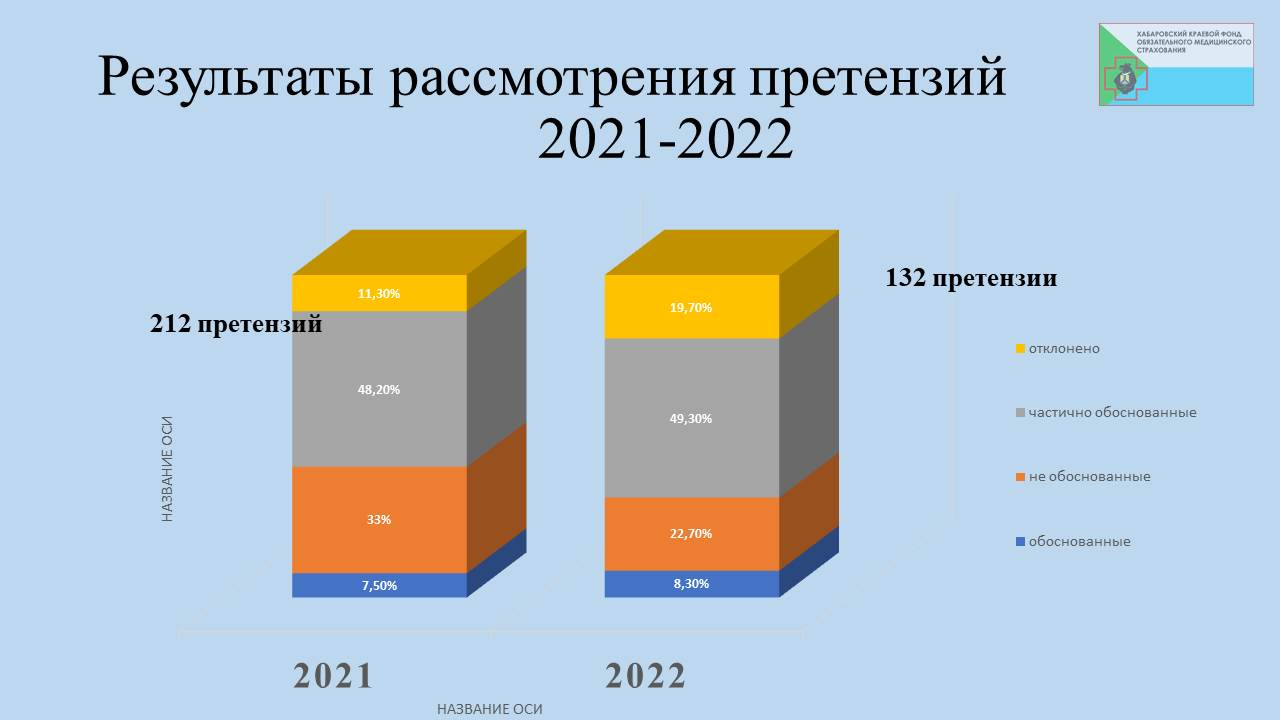 ХАБАРОВСКИЙ КРАЕВОЙ ФОНД
ОБЯЗАТЕЛЬНОГО МЕДИЦИНСКОГО
СТРАХОВАНИЯ
Результаты рассмотрения претензий
2021-2022
212 претензий
132 претензии
11,30%
48,20%
33%
7,50%
19,70%
49,30%
22,70%
8,30%
отклонено
частично обоснованные
не обоснованные
обоснованные
НАЗВАНИЕ ОСИ
2021
2022
НАЗВАНИЕ ОСИ